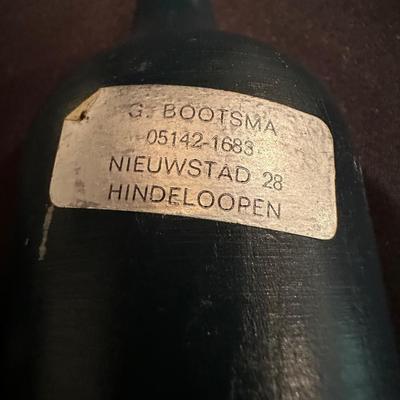 G. BOOTSMA
05142-1683
NIEUWSTAD 28
HINDELOOPEN